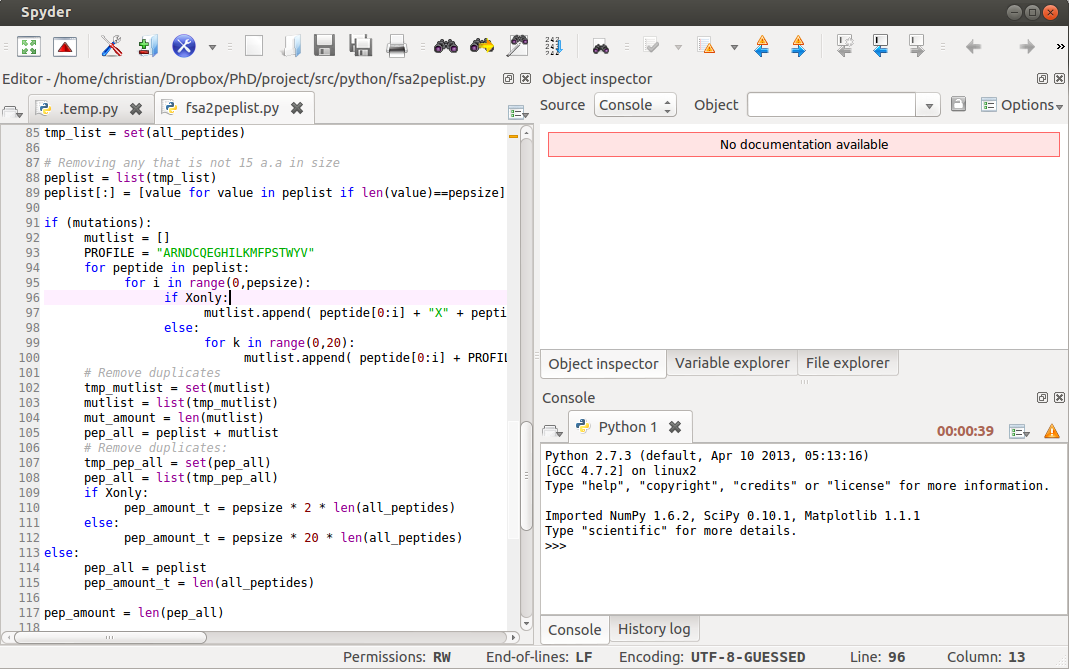 Spyder
Editor - /home/christian/Dropbox/PhD/project/src/python/fsa2peplist.py
.temp.py
fsa2peplist.py
85 tmp_list = set(all_peptides)
86
87 # Removing any that is not 15 a.a in size
88 peplist = list(tmp_list)
89 peplist[:] = [value for value in peplist if len(value)==pepsize]
90
91 if (mutations):
92 mutlist = []
93 PROFILE = "ARNDCQEGHILKMFPSTWYV"
94 for peptide in peplist:
95 for i in range(0,pepsize):
96 if Xonly:
97 mutlist.append( peptide[0:i] + "X" + pepti
98 else:
99 for k in range(0,20):
100 mutlist.append( peptide[0:i] + PROFIL
101 # Remove duplicates
102 tmp_mutlist = set(mutlist)
103 mutlist = list(tmp_mutlist)
104 mut_amount = len(mutlist)
105 pep_all = peplist + mutlist
106 # Remove duplicates:
107 tmp_pep_all = set(pep_all)
108 pep_all = list(tmp_pep_all)
109 if Xonly:
110 pep_amount_t = pepsize * 2 * len(all_peptides)
111 else:
112 pep_amount_t = pepsize * 20 * len(all_peptides)
113 else:
114 pep_all = peplist
115 pep_amount_t = len(all_peptides)
116
117 pep_amount = len(pep_all)
118
Object inspector
Source Console Object Options
No documentation available
Object inspector Variable explorer File explorer
Console
Python 1
00:00:39
Python 2.7.3 (default, Apr 10 2013, 05:13:16)
[GCC 4.7.2] on linux2
Type "help", "copyright", "credits" or "license" for more information.
Imported NumPy 1.6.2, SciPy 0.10.1, Matplotlib 1.1.1
Type "scientific" for more details.
>>>
Console History log
Permissions: RW End-of-lines: LF Encoding: UTF-8-GUESSED Line: 96 Column: 13